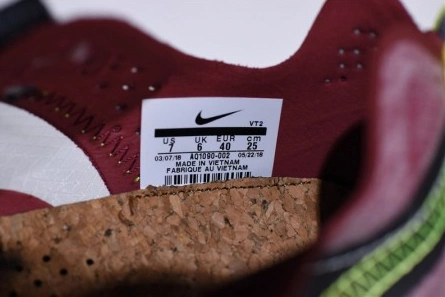 VT2
US UK EUR cm
7 6 40 25
03/07/18 AQ1090-002 05/22/18
MADE IN VIETNAM
FABRIQUE AU VIETNAM